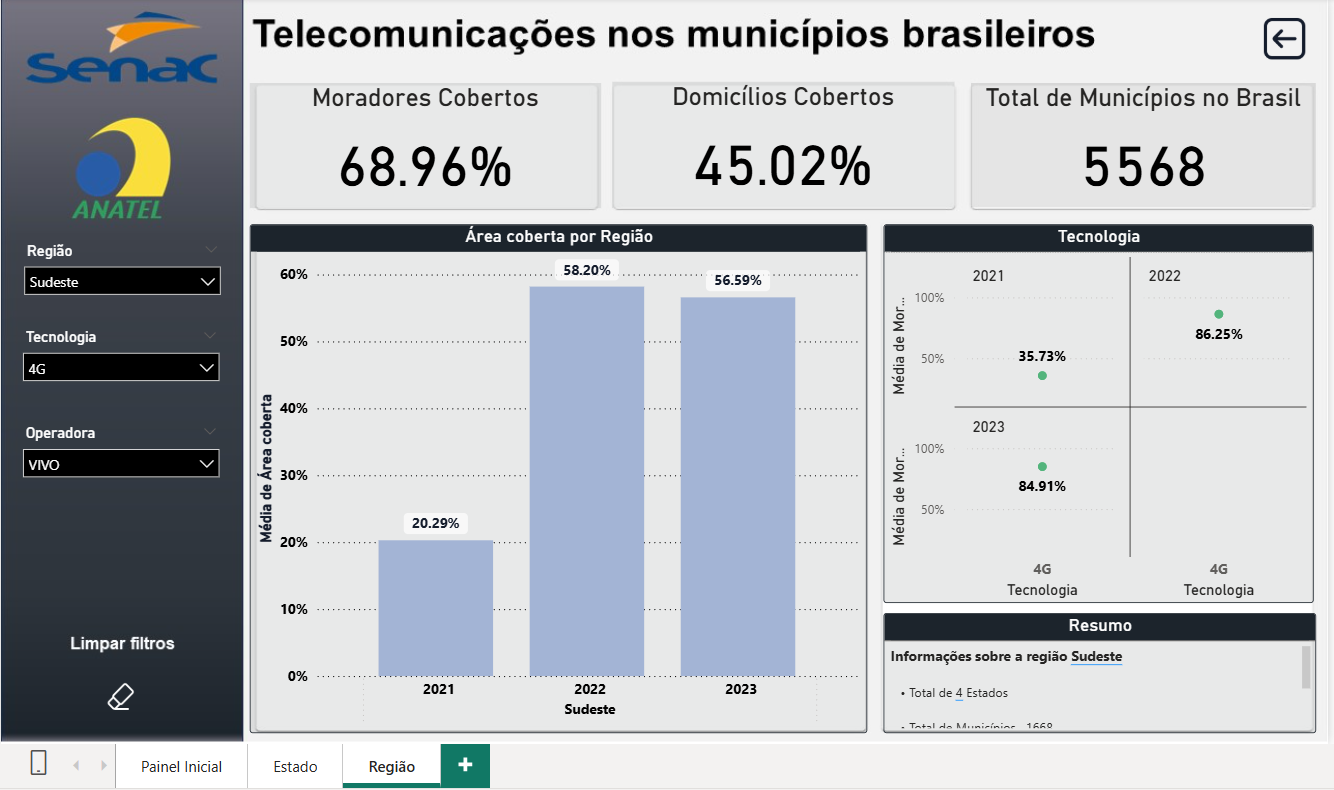 Senac
ANATEL
Região
Sudeste
Tecnologia
4G
Operadora
VIVO
Limpar filtros
Telecomunicações nos municípios brasileiros
Moradores Cobertos
68.96%
Domicílios Cobertos
45.02%
Total de Municípios no Brasil
5568
Área coberta por Região
Média de Área coberta
60%
50%
40%
30%
20%
10%
0%
20.29%
58.20%
56.59%
2021 2022 2023
Sudeste
Tecnologia
2021 2022
Média de Mor...
100%
50%
35.73%
86.25%
2023
Média de Mor...
100%
50%
84.91%
4G 4G
Tecnologia Tecnologia
Resumo
Informações sobre a região Sudeste
• Total de 4 Estados
• Total de Municípios 1668
Painel Inicial Estado Região +